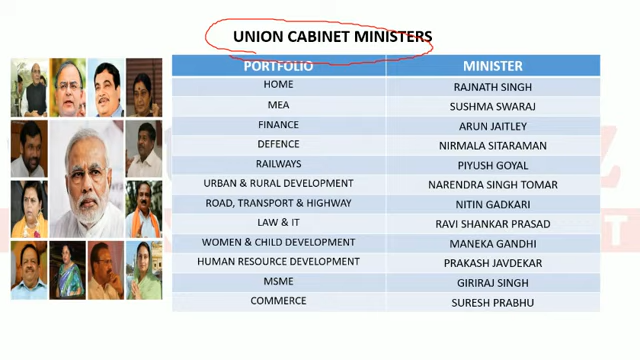 UNION CABINET MINISTERS
PORTFOLIO MINISTER
HOME RAJNATH SINGH
MEA SUSHMA SWARAJ
FINANCE ARUN JAITLEY
DEFENCE NIRMALA SITARAMAN
RAILWAYS PIYUSH GOYAL
URBAN & RURAL DEVELOPMENT NARENDRA SINGH TOMAR
ROAD, TRANSPORT & HIGHWAY NITIN GADKARI
LAW & IT RAVI SHANKAR PRASAD
WOMEN & CHILD DEVELOPMENT MANEKA GANDHI
HUMAN RESOURCE DEVELOPMENT PRAKASH JAVDEKAR
MSME GIRIRAJ SINGH
COMMERCE SURESH PRABHU